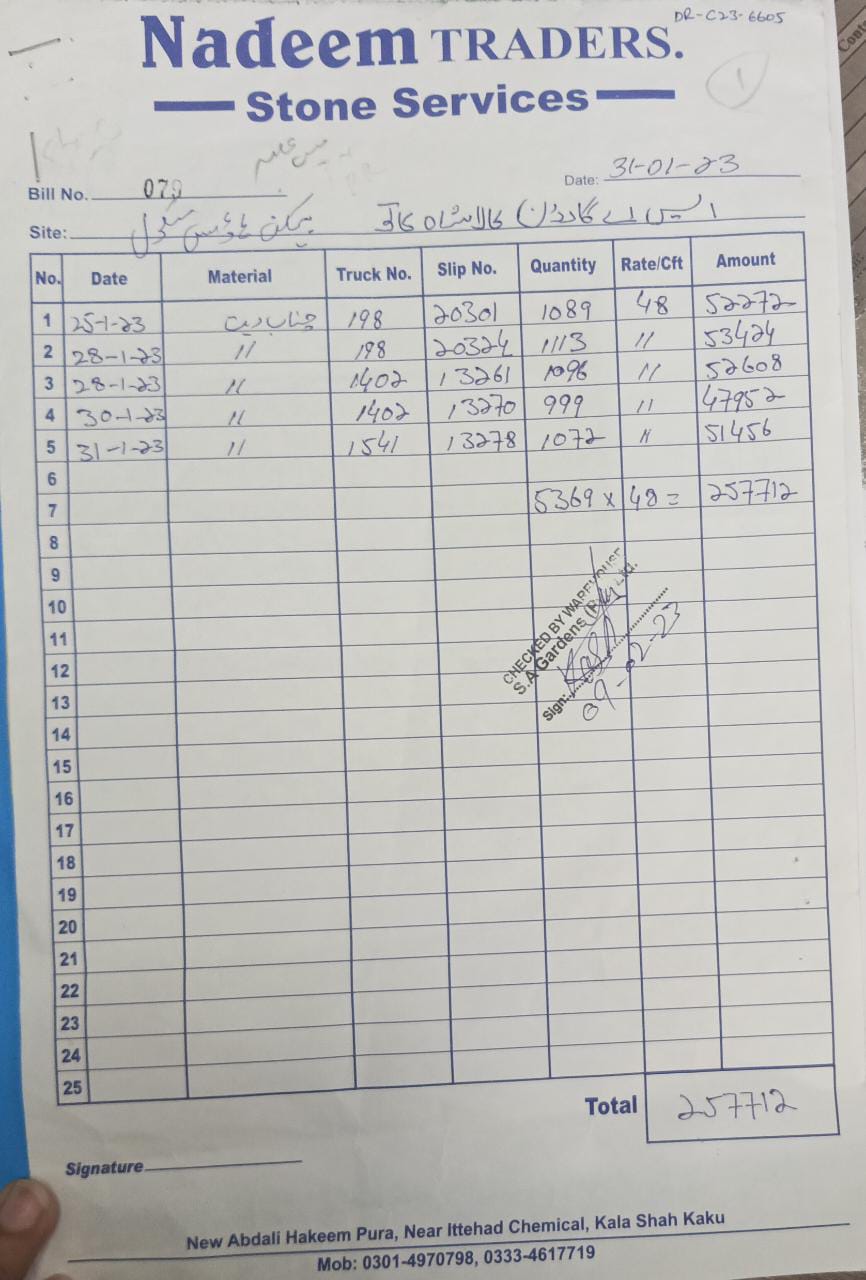 DR-C23-6605
Nadeem TRADERS.
Stone Services
1
Bill No. 079
Date: 31-01-23
Site: ایس اے گارڈن کالاشاہ کاکو بیکن ہاؤس سکول
No. Date Material Truck No. Slip No. Quantity Rate/Cft Amount
1 25-1-23 چناب ریت 198 20301 1089 48 52272
2 28-1-23 〃 198 20324 1113 〃 53424
3 28-1-23 〃 1402 13261 1096 〃 52608
4 30-1-23 〃 1402 13270 999 〃 47952
5 31-1-23 〃 1541 13278 1072 〃 51456
6
7 5369 x 48 = 257712
8
9
10
11
12
13
14
15
16
17
18
19
20
21
22
23
24
25
CHECKED BY WAREHOUSE
S.A Gardens (Pvt) Ltd.
Sign:
09-02-23
Total 257712
Signature
New Abdali Hakeem Pura, Near Ittehad Chemical, Kala Shah Kaku
Mob: 0301-4970798, 0333-4617719